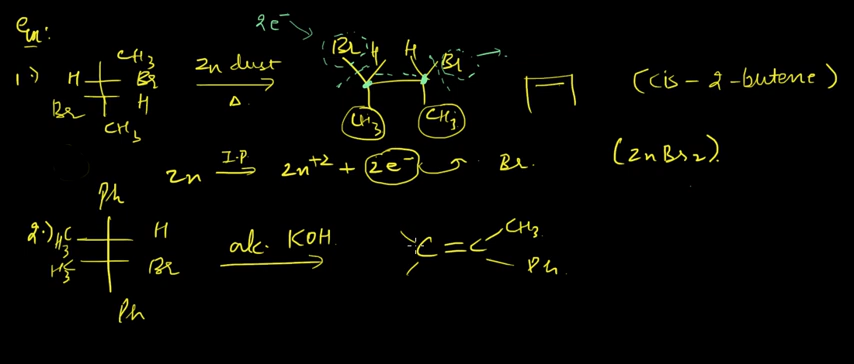 Em:
2e⁻
1.) CH3 H Br Br H CH3 Zn dust Δ Br H H Br CH3 CH3 (Cis-2-butene)
Zn I.P Zn+2 + 2e⁻ Br. (ZnBr2).
2.) Ph H3C H H3C Br Ph alc. KOH. C=C CH3 Ph.